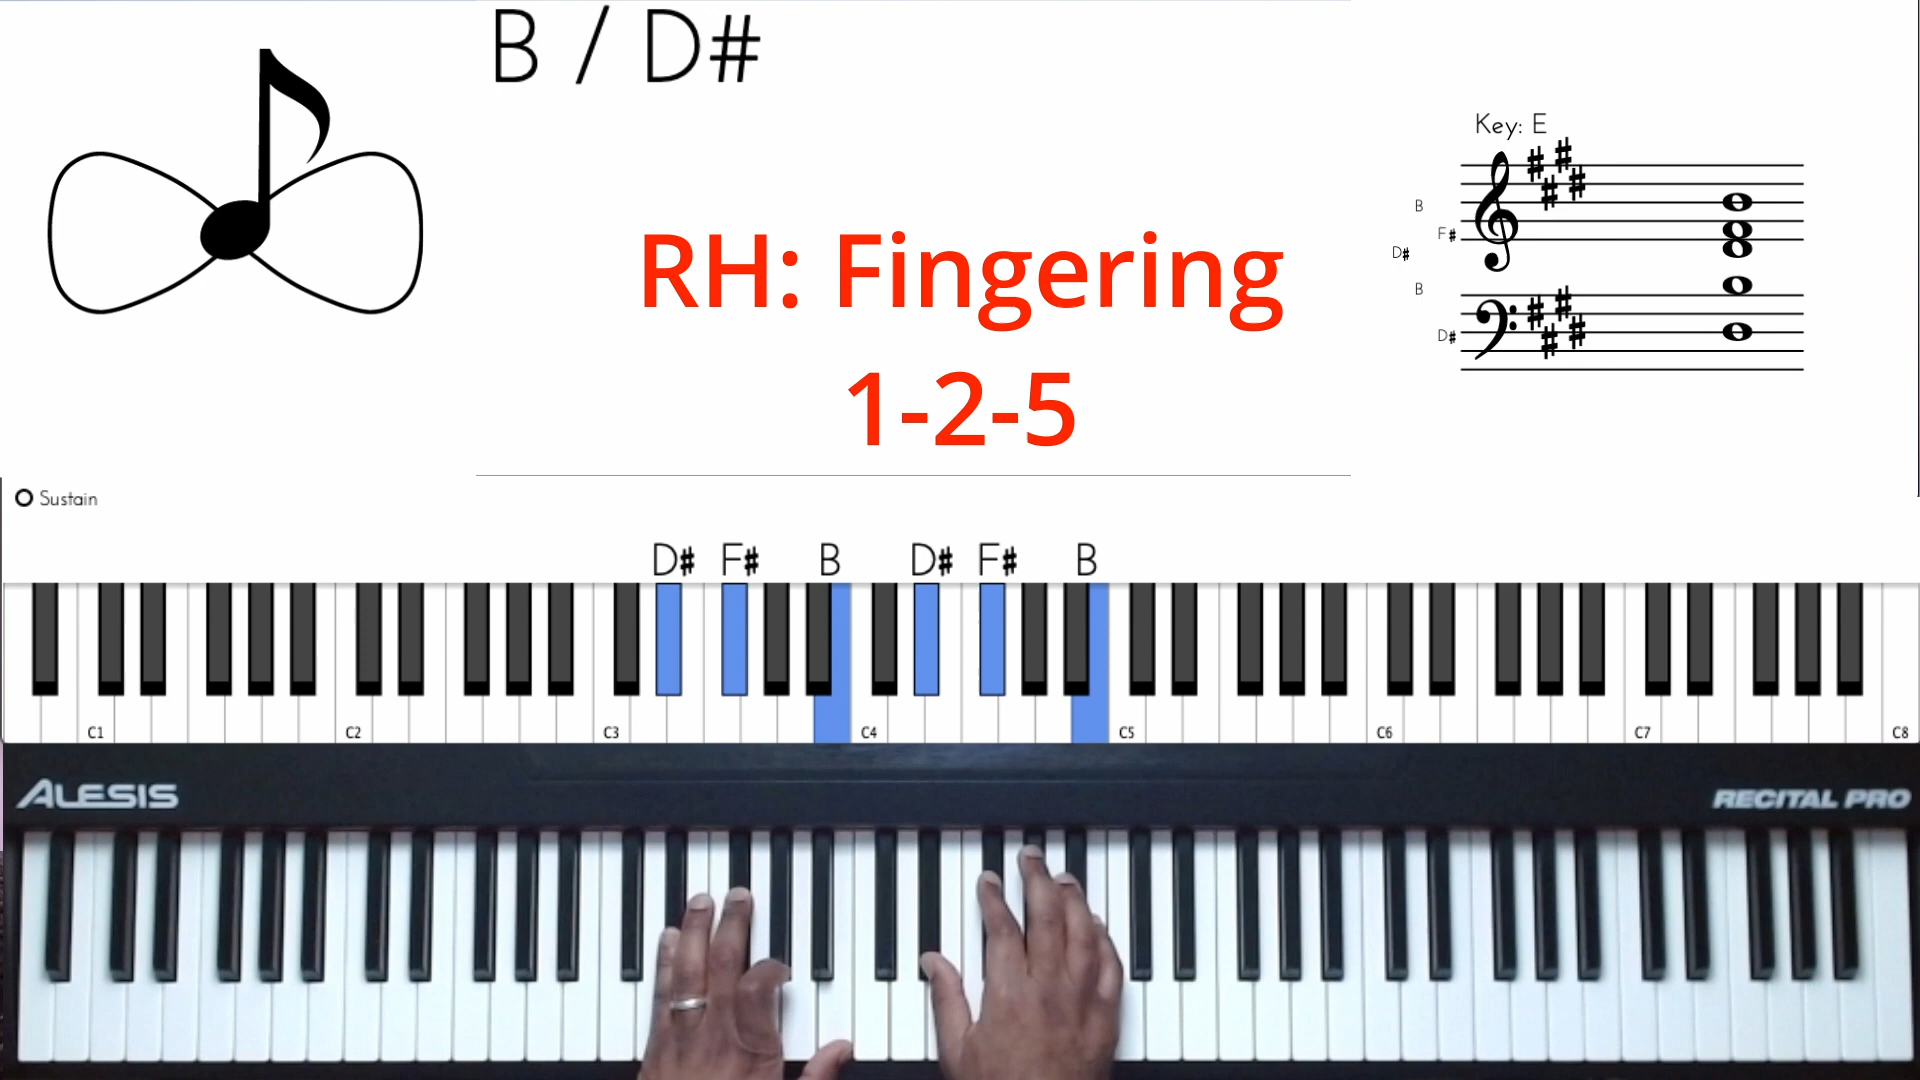 B / D#
Key: E
RH: Fingering
1-2-5
B
F#
D#
B
D#
Sustain
D# F# B D# F# B
C1 C2 C3 C4 C5 C6 C7 C8
ALESIS
RECITAL PRO